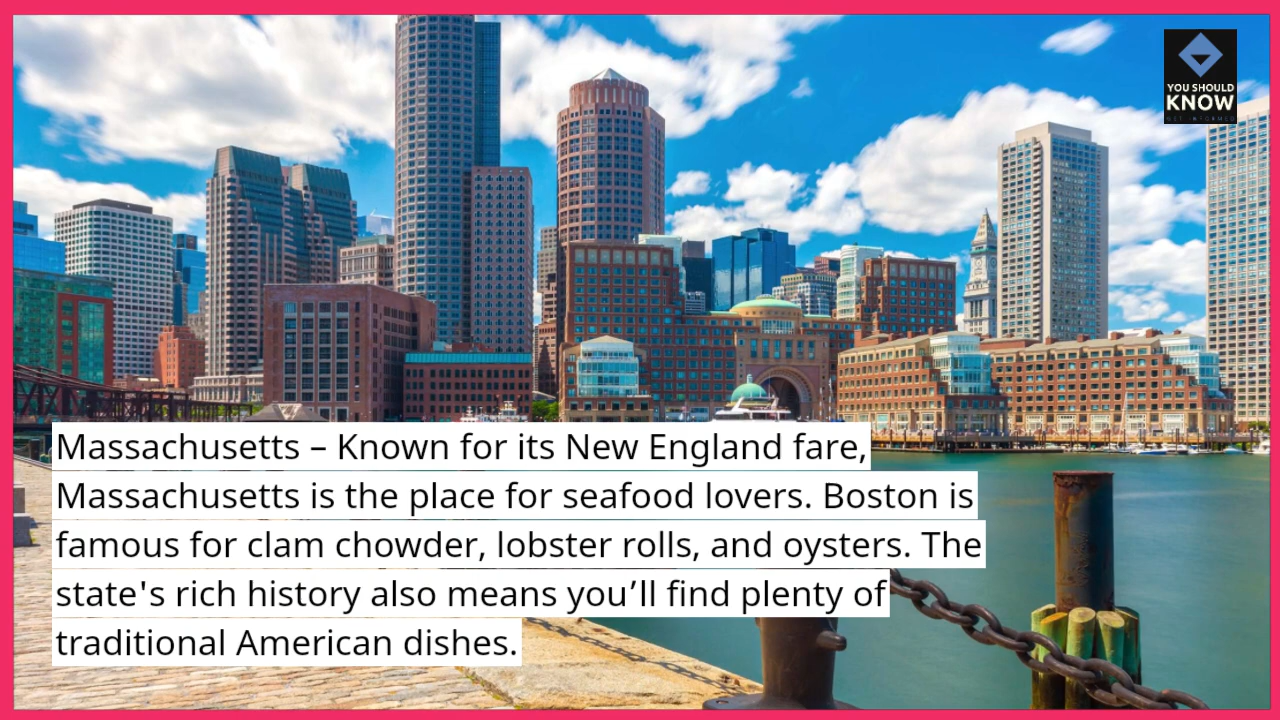 YOU SHOULD
KNOW
GET INFORMED
Massachusetts – Known for its New England fare,
Massachusetts is the place for seafood lovers. Boston is
famous for clam chowder, lobster rolls, and oysters. The
state's rich history also means you’ll find plenty of
traditional American dishes.